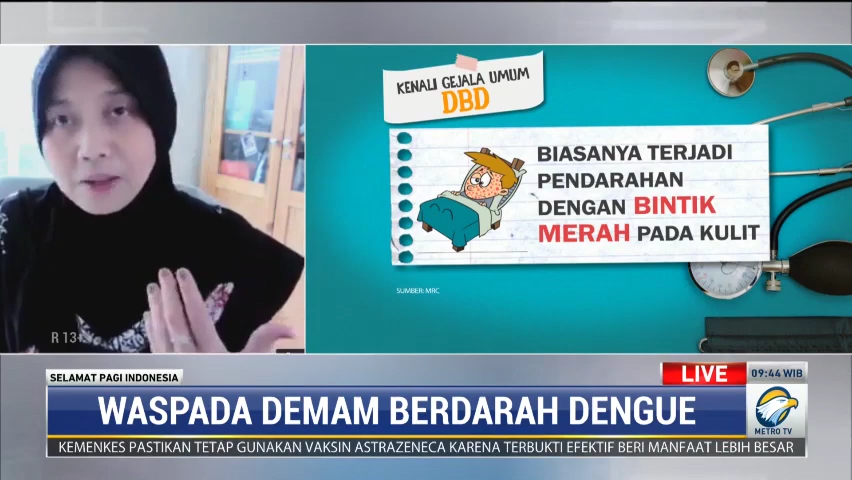 KENALI GEJALA UMUM
DBD
BIASANYA TERJADI
PENDARAHAN
DENGAN BINTIK
MERAH PADA KULIT
SUMBER: MRC
R 13+
SELAMAT PAGI INDONESIA
LIVE
09:44 WIB
WASPADA DEMAM BERDARAH DENGUE
METRO TV
KEMENKES PASTIKAN TETAP GUNAKAN VAKSIN ASTRAZENECA KARENA TERBUKTI EFEKTIF BERI MANFAAT LEBIH BESAR